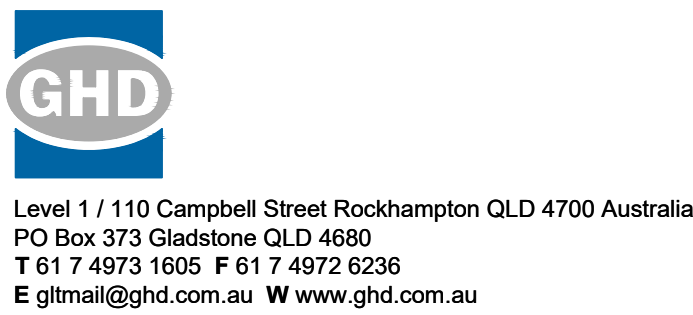 GHD
Level 1 / 110 Campbell Street Rockhampton QLD 4700 Australia
PO Box 373 Gladstone QLD 4680
T 61 7 4973 1605 F 61 7 4972 6236
E gltmail@ghd.com.au W www.ghd.com.au